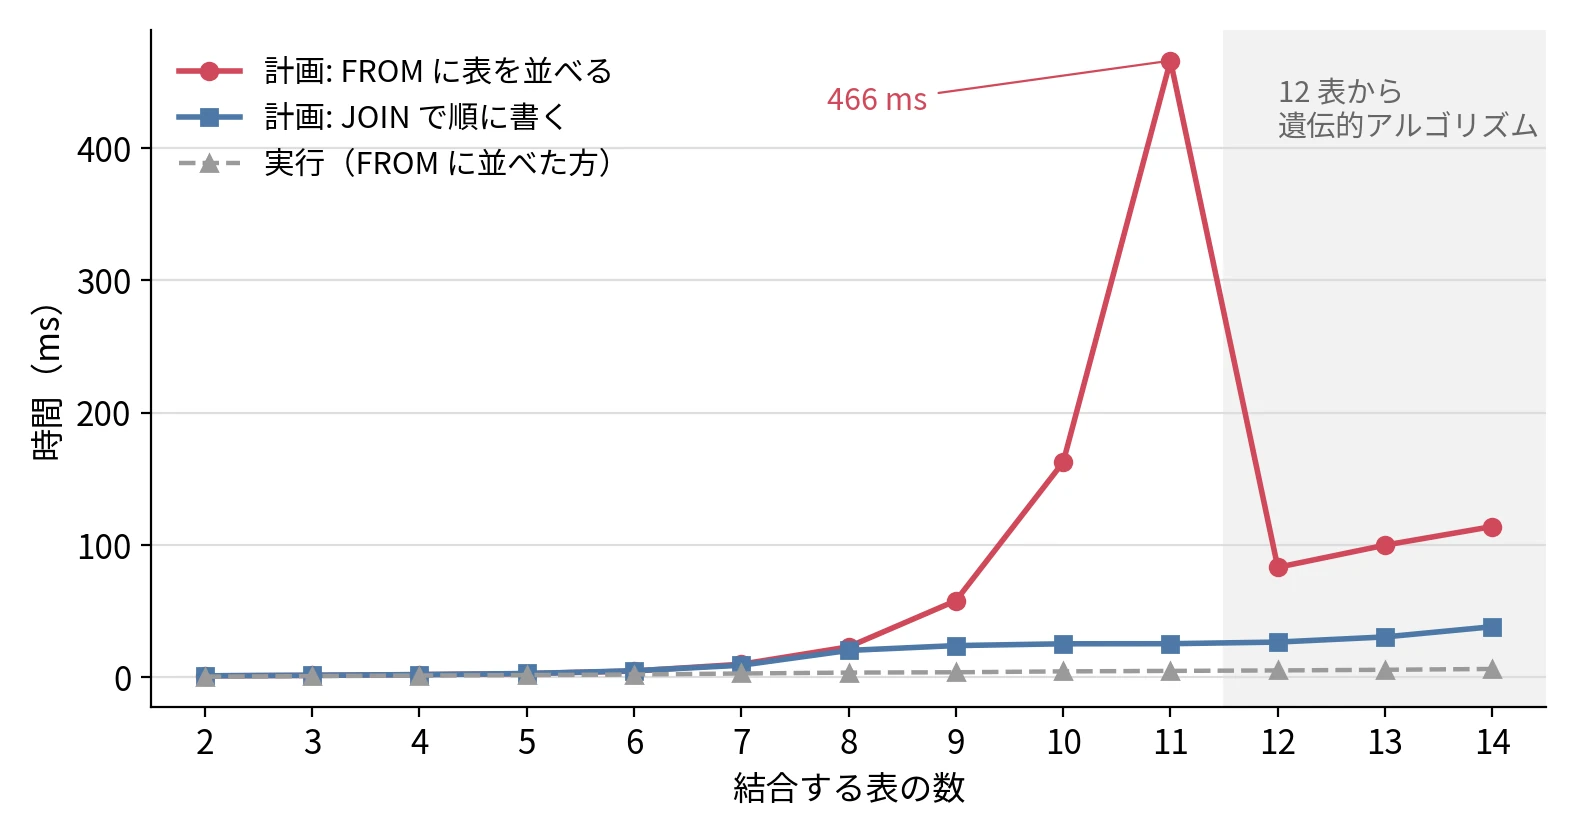 計画: FROM に表を並べる
計画: JOIN で順に書く
実行（FROM に並べた方）
466 ms
12 表から
遺伝的アルゴリズム
時間（ms）
400
300
200
100
0
2 3 4 5 6 7 8 9 10 11 12 13 14
結合する表の数